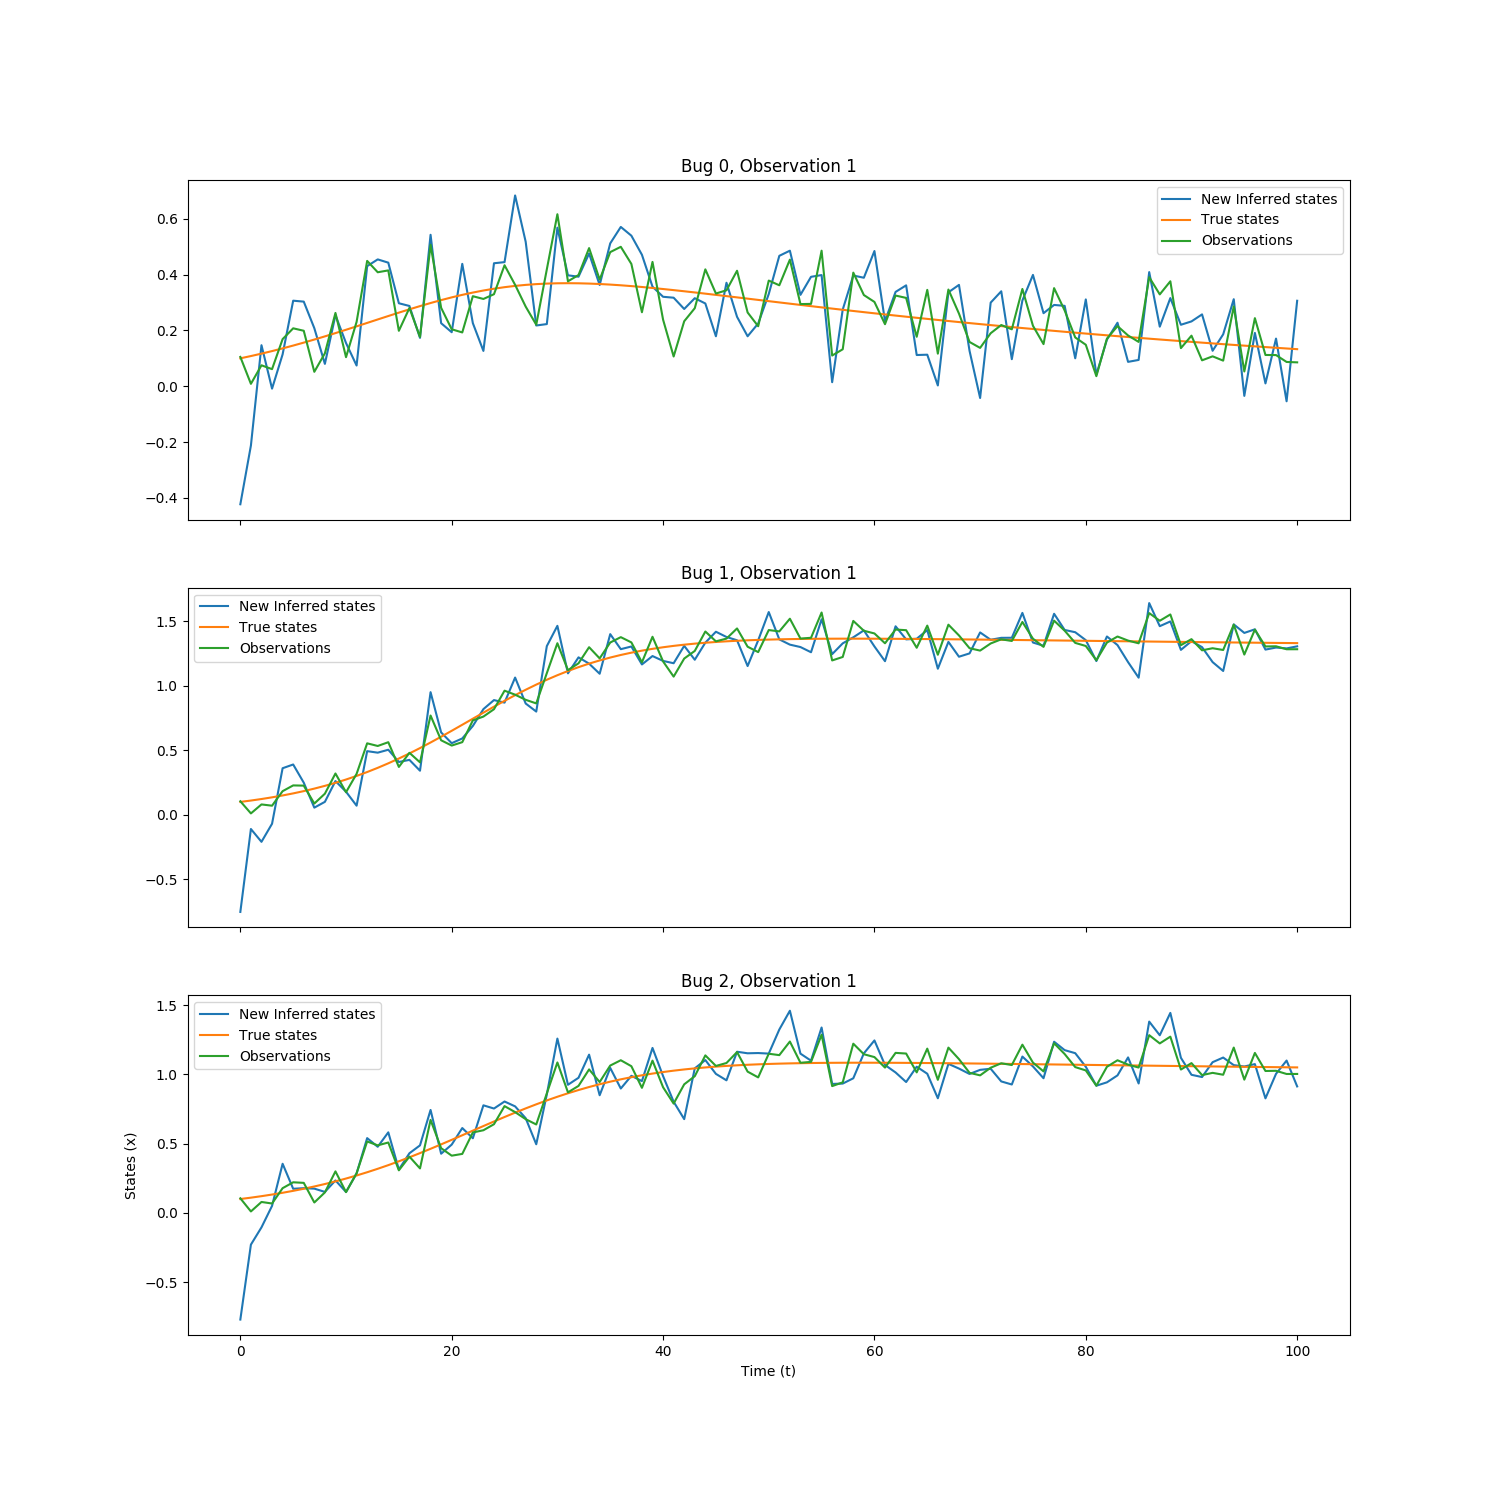 Bug 0, Observation 1
New Inferred states
True states
Observations
0.6
0.4
0.2
0.0
−0.2
−0.4
Bug 1, Observation 1
New Inferred states
True states
Observations
1.5
1.0
0.5
0.0
−0.5
Bug 2, Observation 1
New Inferred states
True states
Observations
1.5
1.0
0.5
0.0
−0.5
States (x)
0 20 40 60 80 100
Time (t)